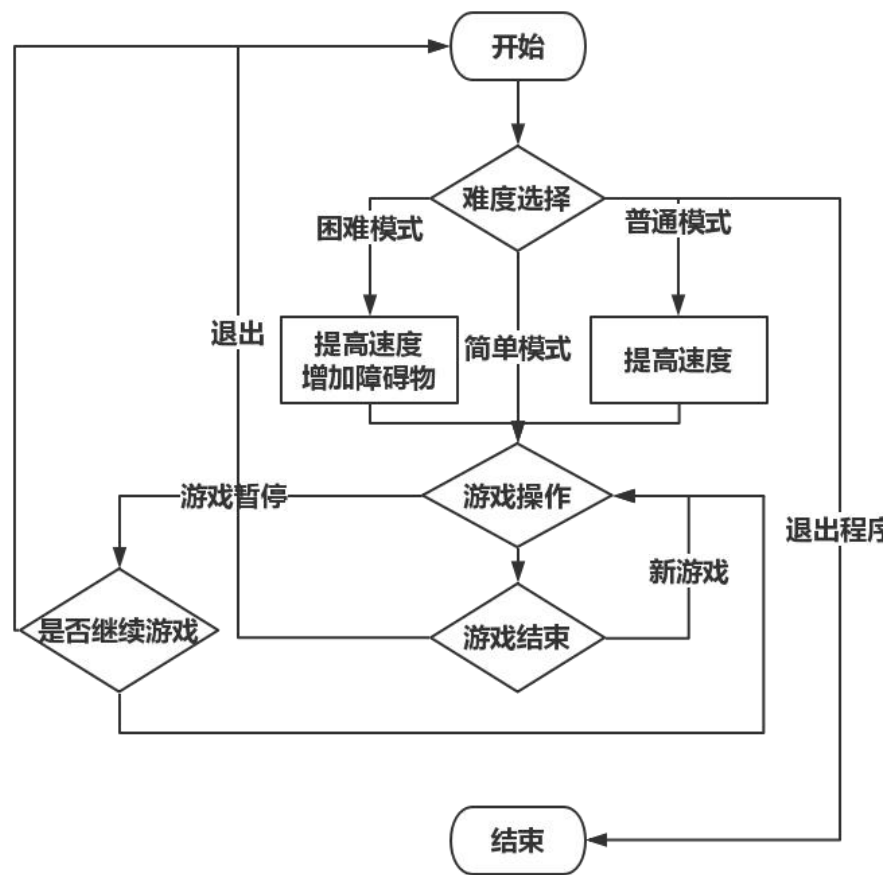 开始
难度选择
困难模式
普通模式
退出
提高速度
增加障碍物
简单模式
提高速度
游戏暂停
游戏操作
退出程序
新游戏
是否继续游戏
游戏结束
结束